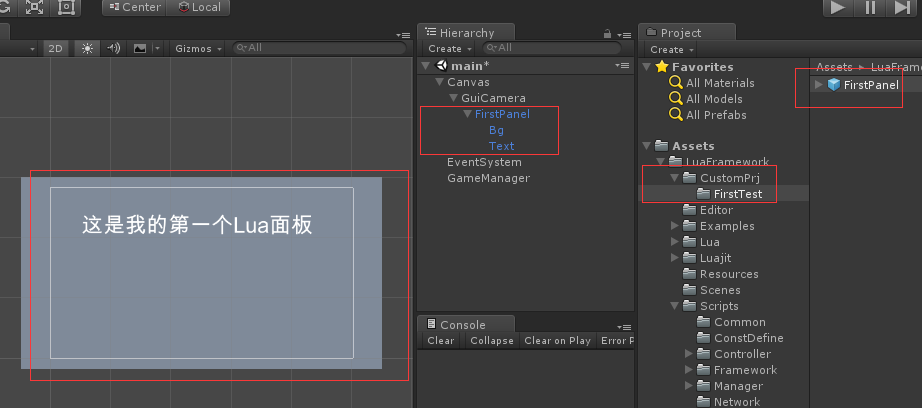 Center
Local
2D
Gizmos
All
这是我的第一个Lua面板
Hierarchy
Create
All
main*
Canvas
GuiCamera
FirstPanel
Bg
Text
EventSystem
GameManager
Console
Clear
Collapse
Clear on Play
Error P
Project
Create
Favorites
All Materials
All Models
All Prefabs
Assets
LuaFramework
CustomPrj
FirstTest
Editor
Examples
Lua
Luajit
Resources
Scenes
Scripts
Common
ConstDefine
Controller
Framework
Manager
Network
Assets ▸ LuaFram
FirstPanel